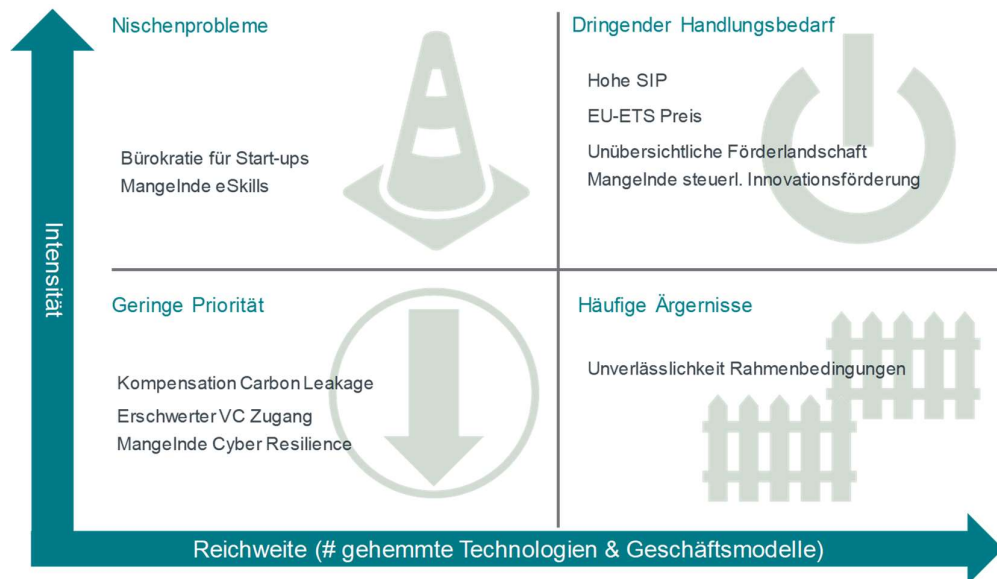 Nischenprobleme
Bürokratie für Start-ups
Mangelnde eSkills
Dringender Handlungsbedarf
Hohe SIP
EU-ETS Preis
Unübersichtliche Förderlandschaft
Mangelnde steuerl. Innovationsförderung
Intensität
Geringe Priorität
Kompensation Carbon Leakage
Erschwerter VC Zugang
Mangelnde Cyber Resilience
Häufige Ärgernisse
Unverlässlichkeit Rahmenbedingungen
Reichweite (# gehemmte Technologien & Geschäftsmodelle)